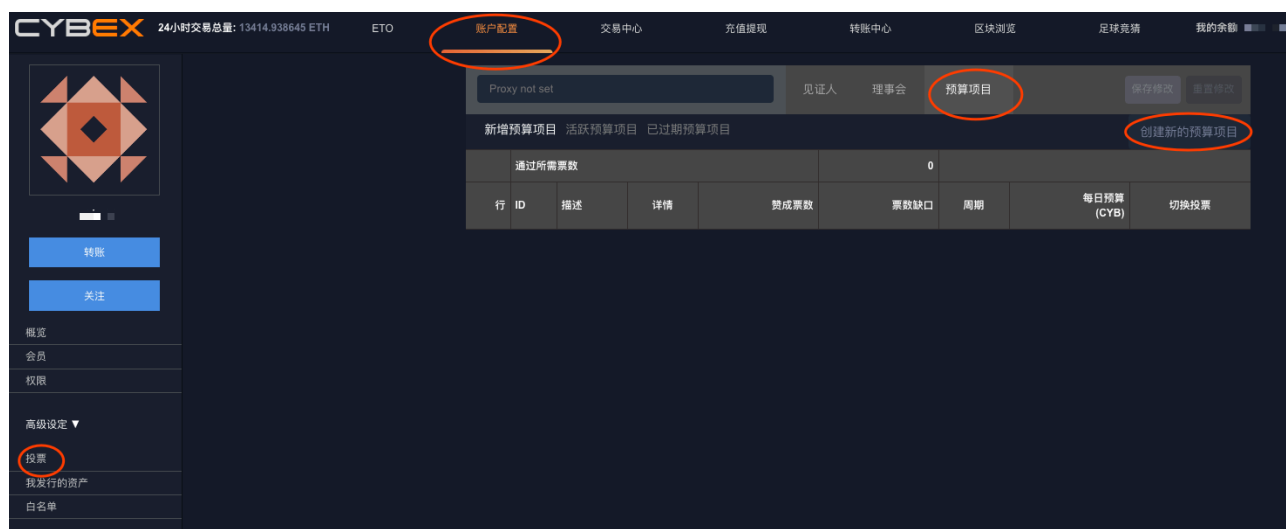 CYBEX 24小时交易总量: 13414.938645 ETH ETO 账户配置 交易中心 充值提现 转账中心 区块浏览 足球竞猜 我的余额
Proxy not set 见证人 理事会 预算项目 保存修改 重置修改
新增预算项目 活跃预算项目 已过期预算项目 创建新的预算项目
通过所需票数 0
行 ID 描述 详情 赞成票数 票数缺口 周期 每日预算 (CYB) 切换投票
转账
关注
概览
会员
权限
高级设定 ▼
投票
我发行的资产
白名单